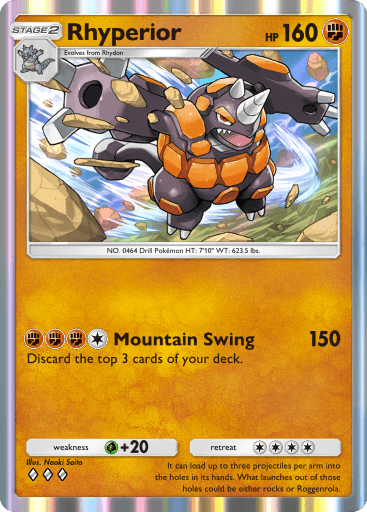 STAGE 2 Rhyperior HP 160
Evolves from Rhydon
NO. 0464 Drill Pokémon HT: 7'10" WT: 623.5 lbs.
Mountain Swing 150
Discard the top 3 cards of your deck.
weakness +20 retreat
Illus. Naoki Saito
It can load up to three projectiles per arm into
the holes in its hands. What launches out of those
holes could be either rocks or Roggenrola.